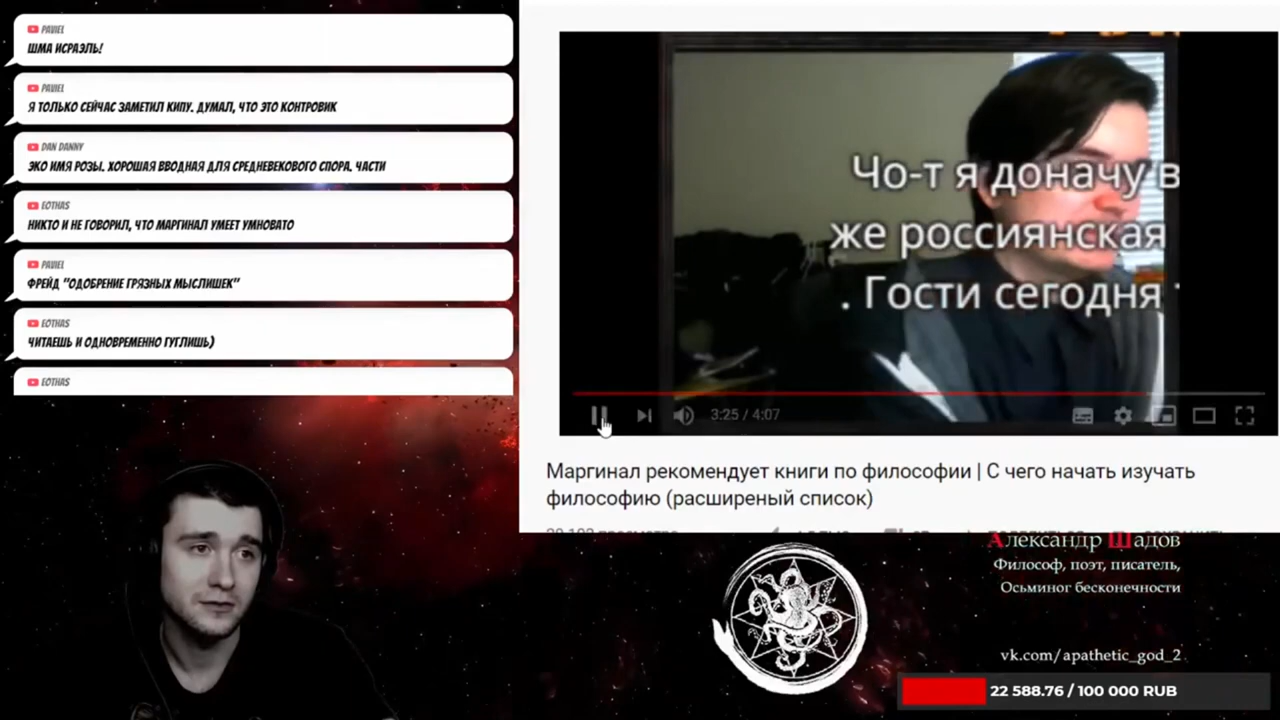 PAVIEL
ШМА ИСРАЭЛЬ!
PAVIEL
Я ТОЛЬКО СЕЙЧАС ЗАМЕТИЛ КИПУ. ДУМАЛ, ЧТО ЭТО КОНТРОВИК
DAN DANNY
ЭКО ИМЯ РОЗЫ. ХОРОШАЯ ВВОДНАЯ ДЛЯ СРЕДНЕВЕКОВОГО СПОРА. ЧАСТИ
EOTHAS
НИКТО И НЕ ГОВОРИЛ, ЧТО МАРГИНАЛ УМЕЕТ УМНОВАТО
PAVIEL
ФРЕЙД "ОДОБРЕНИЕ ГРЯЗНЫХ МЫСЛИШЕК"
EOTHAS
ЧИТАЕШЬ И ОДНОВРЕМЕННО ГУГЛИШЬ)
EOTHAS
Чо-т я доначу в
же россиянская
. Гости сегодня
3:25 / 4:07
Маргинал рекомендует книги по философии | С чего начать изучать
философию (расширеный список)
Александр Шадов
Философ, поэт, писатель,
Осьминог бесконечности
vk.com/apathetic_god_2
22 588.76 / 100 000 RUB